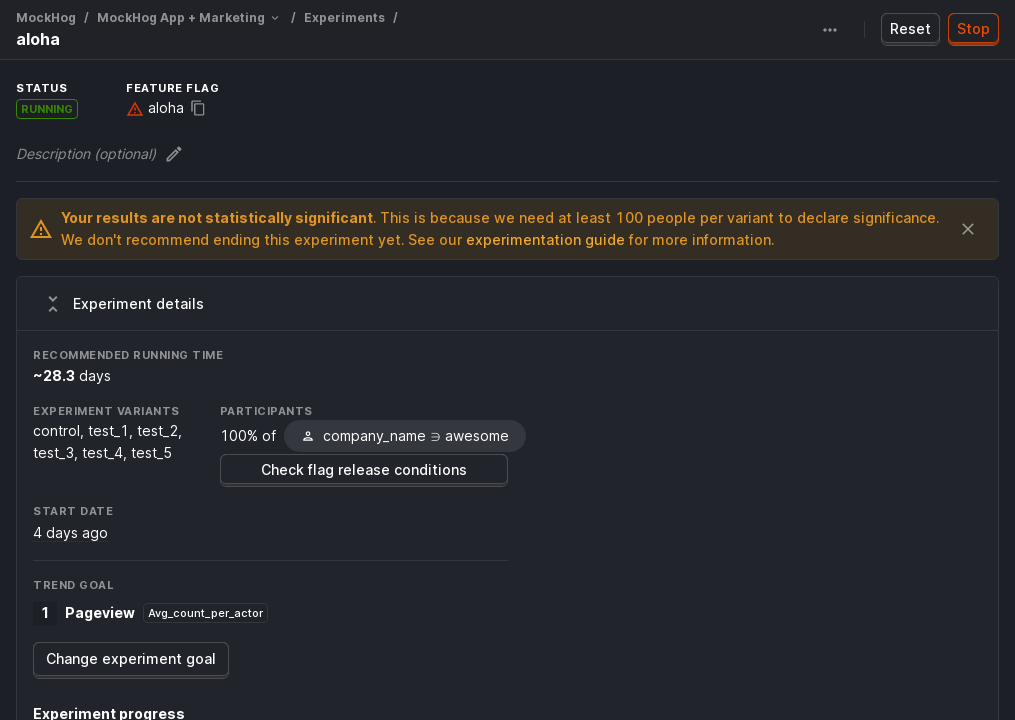 MockHog / MockHog App + Marketing / Experiments /
aloha
Reset
Stop
STATUS
RUNNING
FEATURE FLAG
aloha
Description (optional)
Your results are not statistically significant. This is because we need at least 100 people per variant to declare significance.
We don't recommend ending this experiment yet. See our experimentation guide for more information.
Experiment details
RECOMMENDED RUNNING TIME
~28.3 days
EXPERIMENT VARIANTS
control, test_1, test_2,
test_3, test_4, test_5
PARTICIPANTS
100% of company_name ∋ awesome
Check flag release conditions
START DATE
4 days ago
TREND GOAL
1 Pageview Avg_count_per_actor
Change experiment goal
Experiment progress